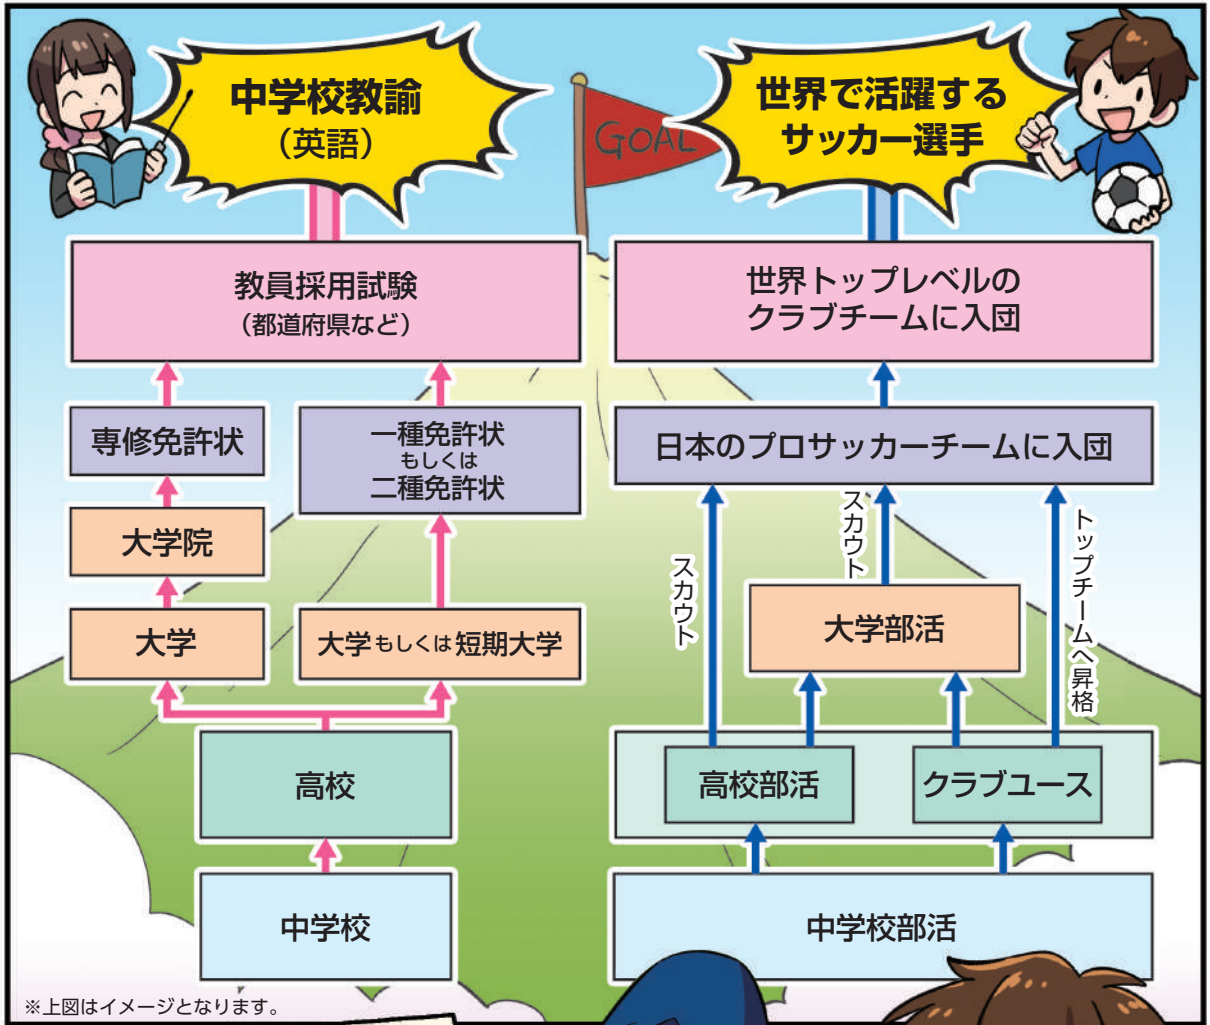 中学校教諭
（英語）
GOAL
世界で活躍する
サッカー選手
教員採用試験
（都道府県など）
専修免許状
一種免許状
もしくは
二種免許状
大学院
大学
大学もしくは短期大学
高校
中学校
世界トップレベルの
クラブチームに入団
日本のプロサッカーチームに入団
スカウト
スカウト
トップチームへ昇格
大学部活
高校部活
クラブユース
中学校部活
※上図はイメージとなります。